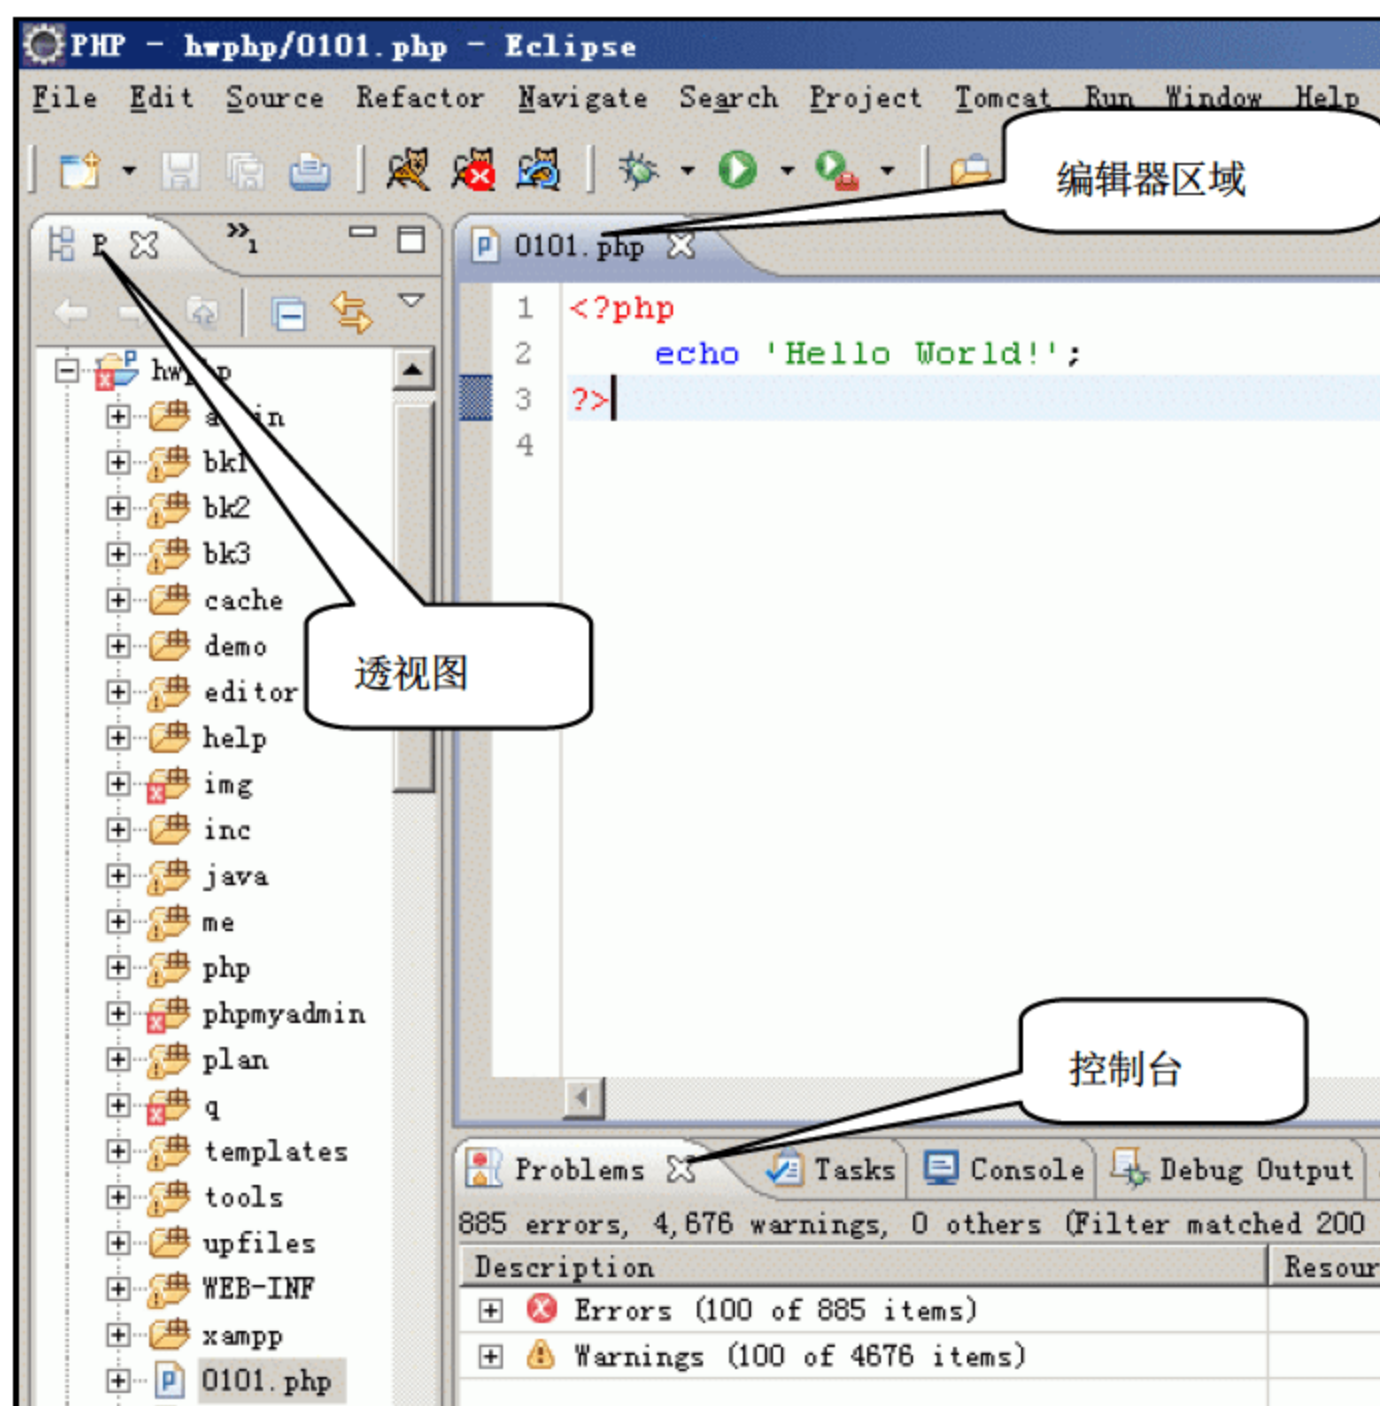 PHP - hwphp/0101.php - Eclipse
File Edit Source Refactor Navigate Search Project Tomcat Run Window Help
编辑器区域
P
»1
0101.php
1 <?php
2 echo 'Hello World!';
3 ?>
4
hwphp
admin
bk1
bk2
bk3
cache
demo
editor
help
img
inc
java
me
php
phpmyadmin
plan
q
templates
tools
upfiles
WEB-INF
xampp
0101.php
透视图
控制台
Problems Tasks Console Debug Output
885 errors, 4,676 warnings, 0 others (Filter matched 200
Description Resour
Errors (100 of 885 items)
Warnings (100 of 4676 items)